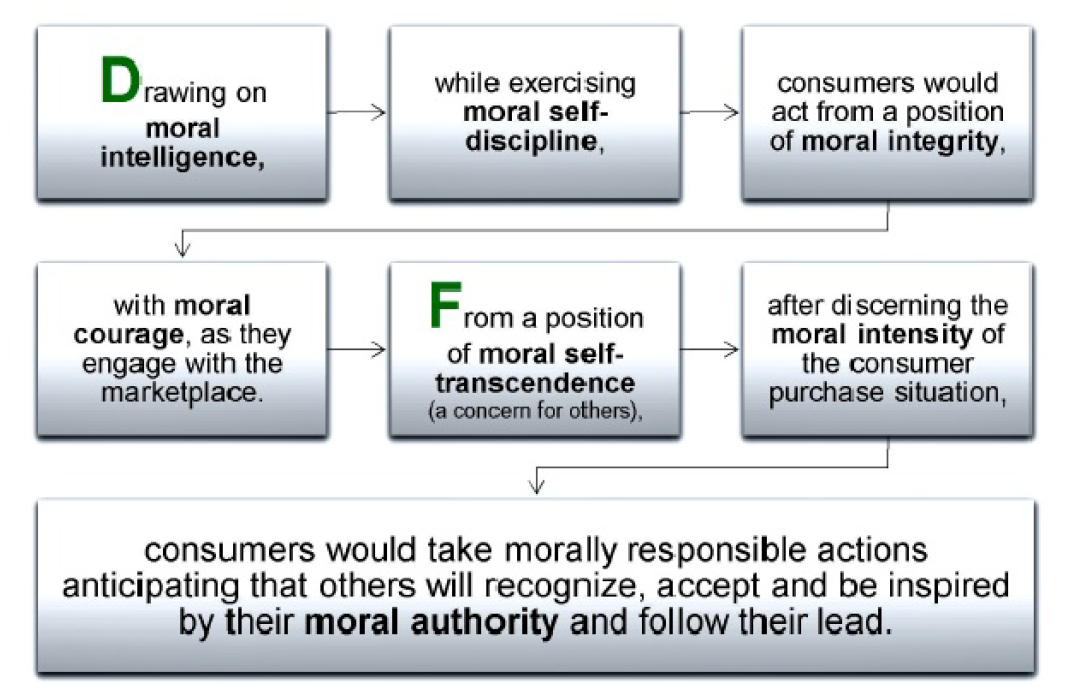 Drawing on
moral
intelligence,
while exercising
moral self-
discipline,
consumers would
act from a position
of moral integrity,
with moral
courage, as they
engage with the
marketplace.
From a position
of moral self-
transcendence
(a concern for others),
after discerning the
moral intensity of
the consumer
purchase situation,
consumers would take morally responsible actions
anticipating that others will recognize, accept and be inspired
by their moral authority and follow their lead.